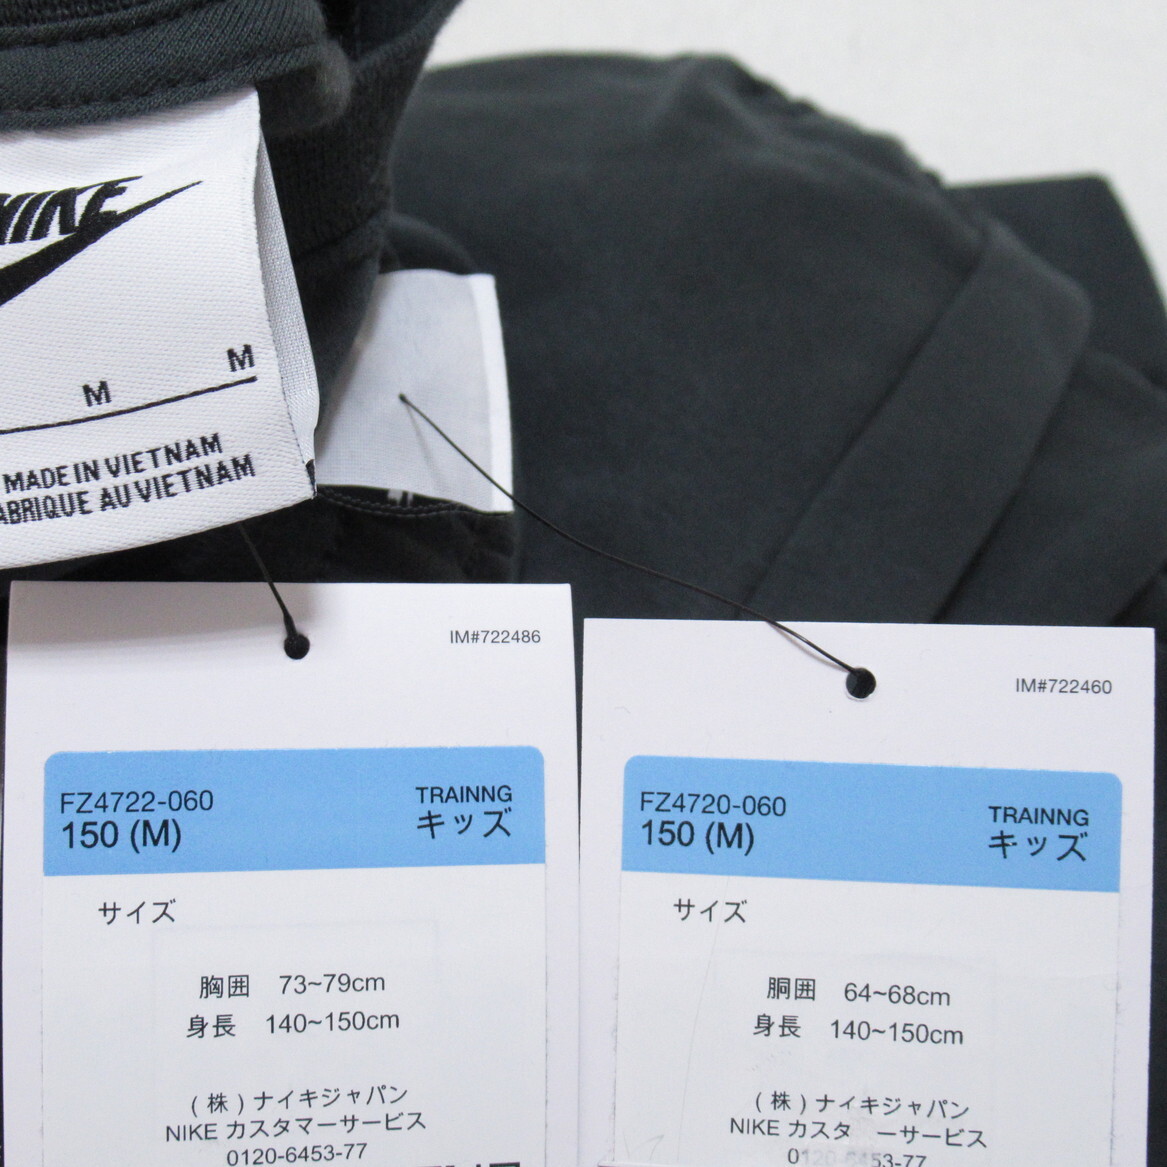 NIKE
M
M
MADE IN VIETNAM
FABRIQUE AU VIETNAM
IM#722486
FZ4722-060
TRAINNG
150 (M)
キッズ
サイズ
胸囲 73~79cm
身長 140~150cm
(株)ナイキジャパン
NIKE カスタマーサービス
0120-6453-77
IM#722460
FZ4720-060
TRAINNG
150 (M)
キッズ
サイズ
胴囲 64~68cm
身長 140~150cm
(株)ナイキジャパン
NIKE カスタ ーサービス
0120-6453-77